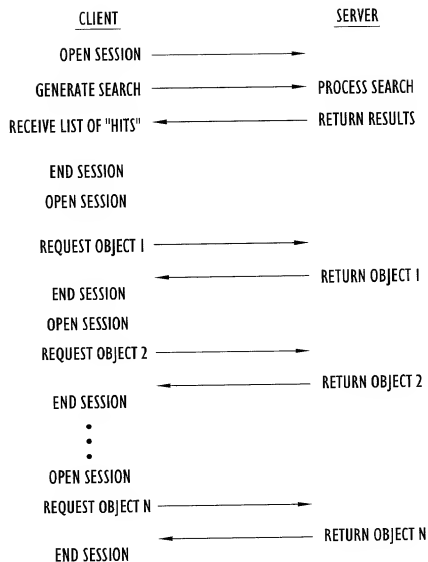 CLIENT SERVER
OPEN SESSION
GENERATE SEARCH PROCESS SEARCH
RECEIVE LIST OF "HITS" RETURN RESULTS
END SESSION
OPEN SESSION
REQUEST OBJECT 1
RETURN OBJECT 1
END SESSION
OPEN SESSION
REQUEST OBJECT 2
RETURN OBJECT 2
END SESSION
OPEN SESSION
REQUEST OBJECT N
RETURN OBJECT N
END SESSION